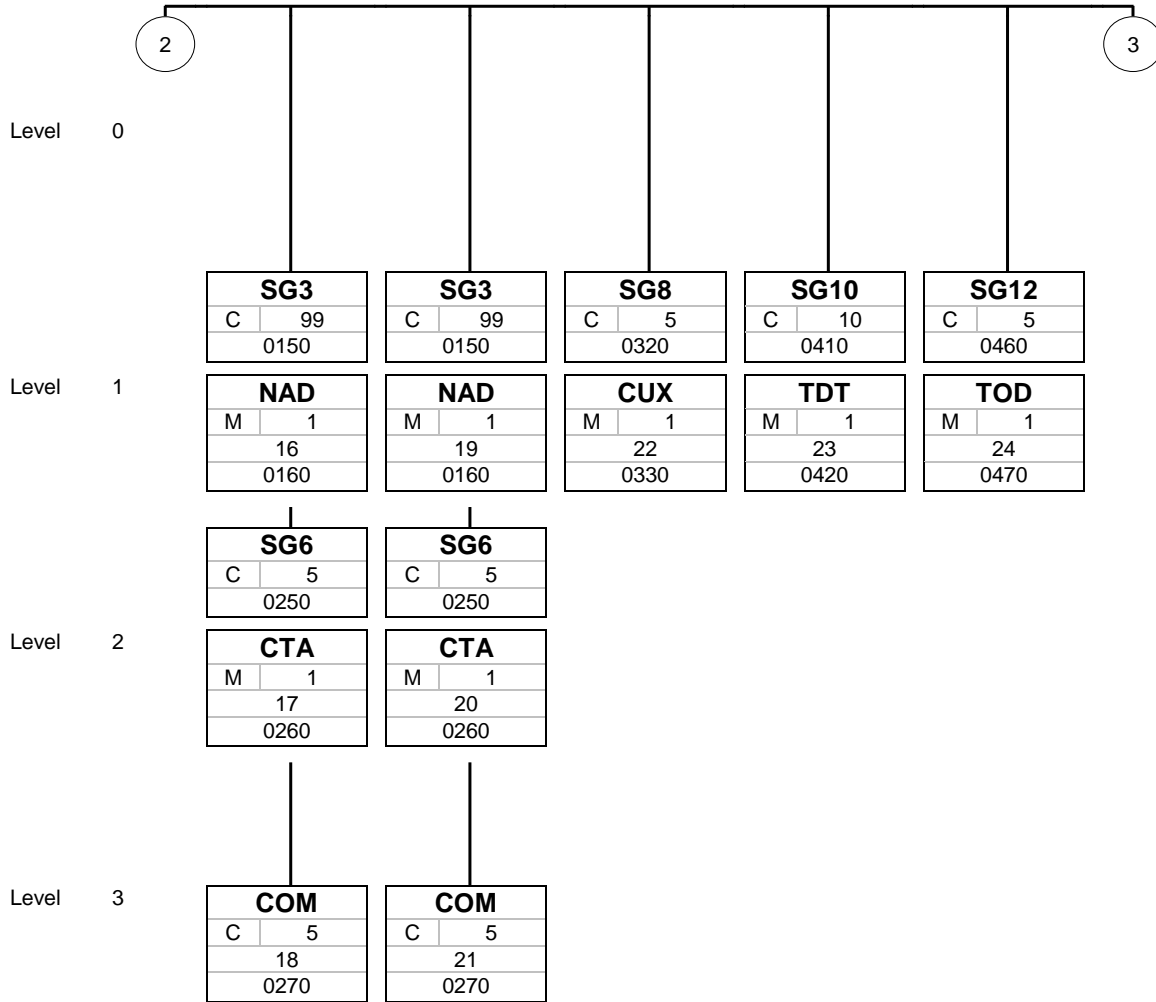 2 3
Level 0
SG3 SG3 SG8 SG10 SG12
C 99 C 99 C 5 C 10 C 5
0150 0150 0320 0410 0460
Level 1 NAD NAD CUX TDT TOD
M 1 M 1 M 1 M 1 M 1
16 19 22 23 24
0160 0160 0330 0420 0470
SG6 SG6
C 5 C 5
0250 0250
Level 2 CTA CTA
M 1 M 1
17 20
0260 0260
Level 3 COM COM
C 5 C 5
18 21
0270 0270